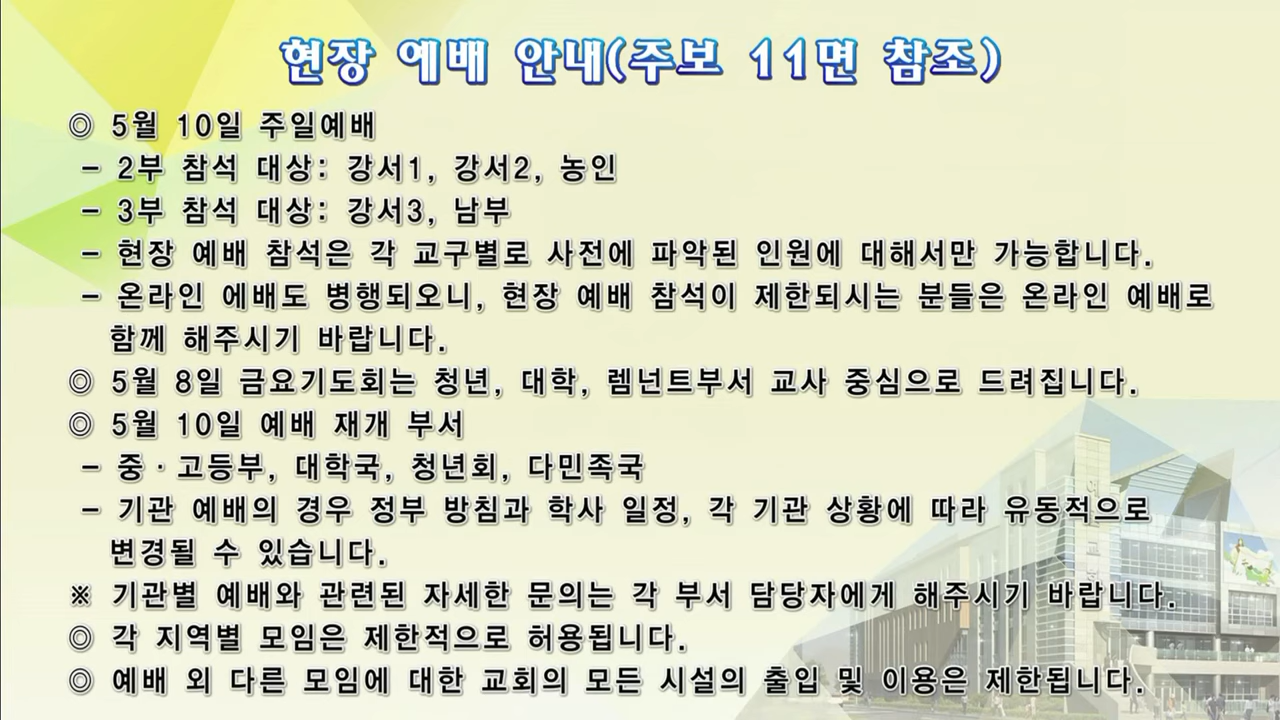 현장 예배 안내(주보 11면 참조)
◎ 5월 10일 주일예배
- 2부 참석 대상: 강서1, 강서2, 농인
- 3부 참석 대상: 강서3, 남부
- 현장 예배 참석은 각 교구별로 사전에 파악된 인원에 대해서만 가능합니다.
- 온라인 에배도 병행되오니, 현장 예배 참석이 제한되시는 분들은 온라인 예배로
함께 해주시기 바랍니다.
◎ 5월 8일 금요기도회는 청년, 대학, 렘넌트부서 교사 중심으로 드려집니다.
◎ 5월 10일 예배 재개 부서
- 중·고등부, 대학국, 청년회, 다민족국
- 기관 예배의 경우 정부 방침과 학사 일정, 각 기관 상황에 따라 유동적으로
변경될 수 있습니다.
※ 기관별 예배와 관련된 자세한 문의는 각 부서 담당자에게 해주시기 바랍니다.
◎ 각 지역별 모임은 제한적으로 허용됩니다.
◎ 예배 외 다른 모임에 대한 교회의 모든 시설의 출입 및 이용은 제한됩니다.